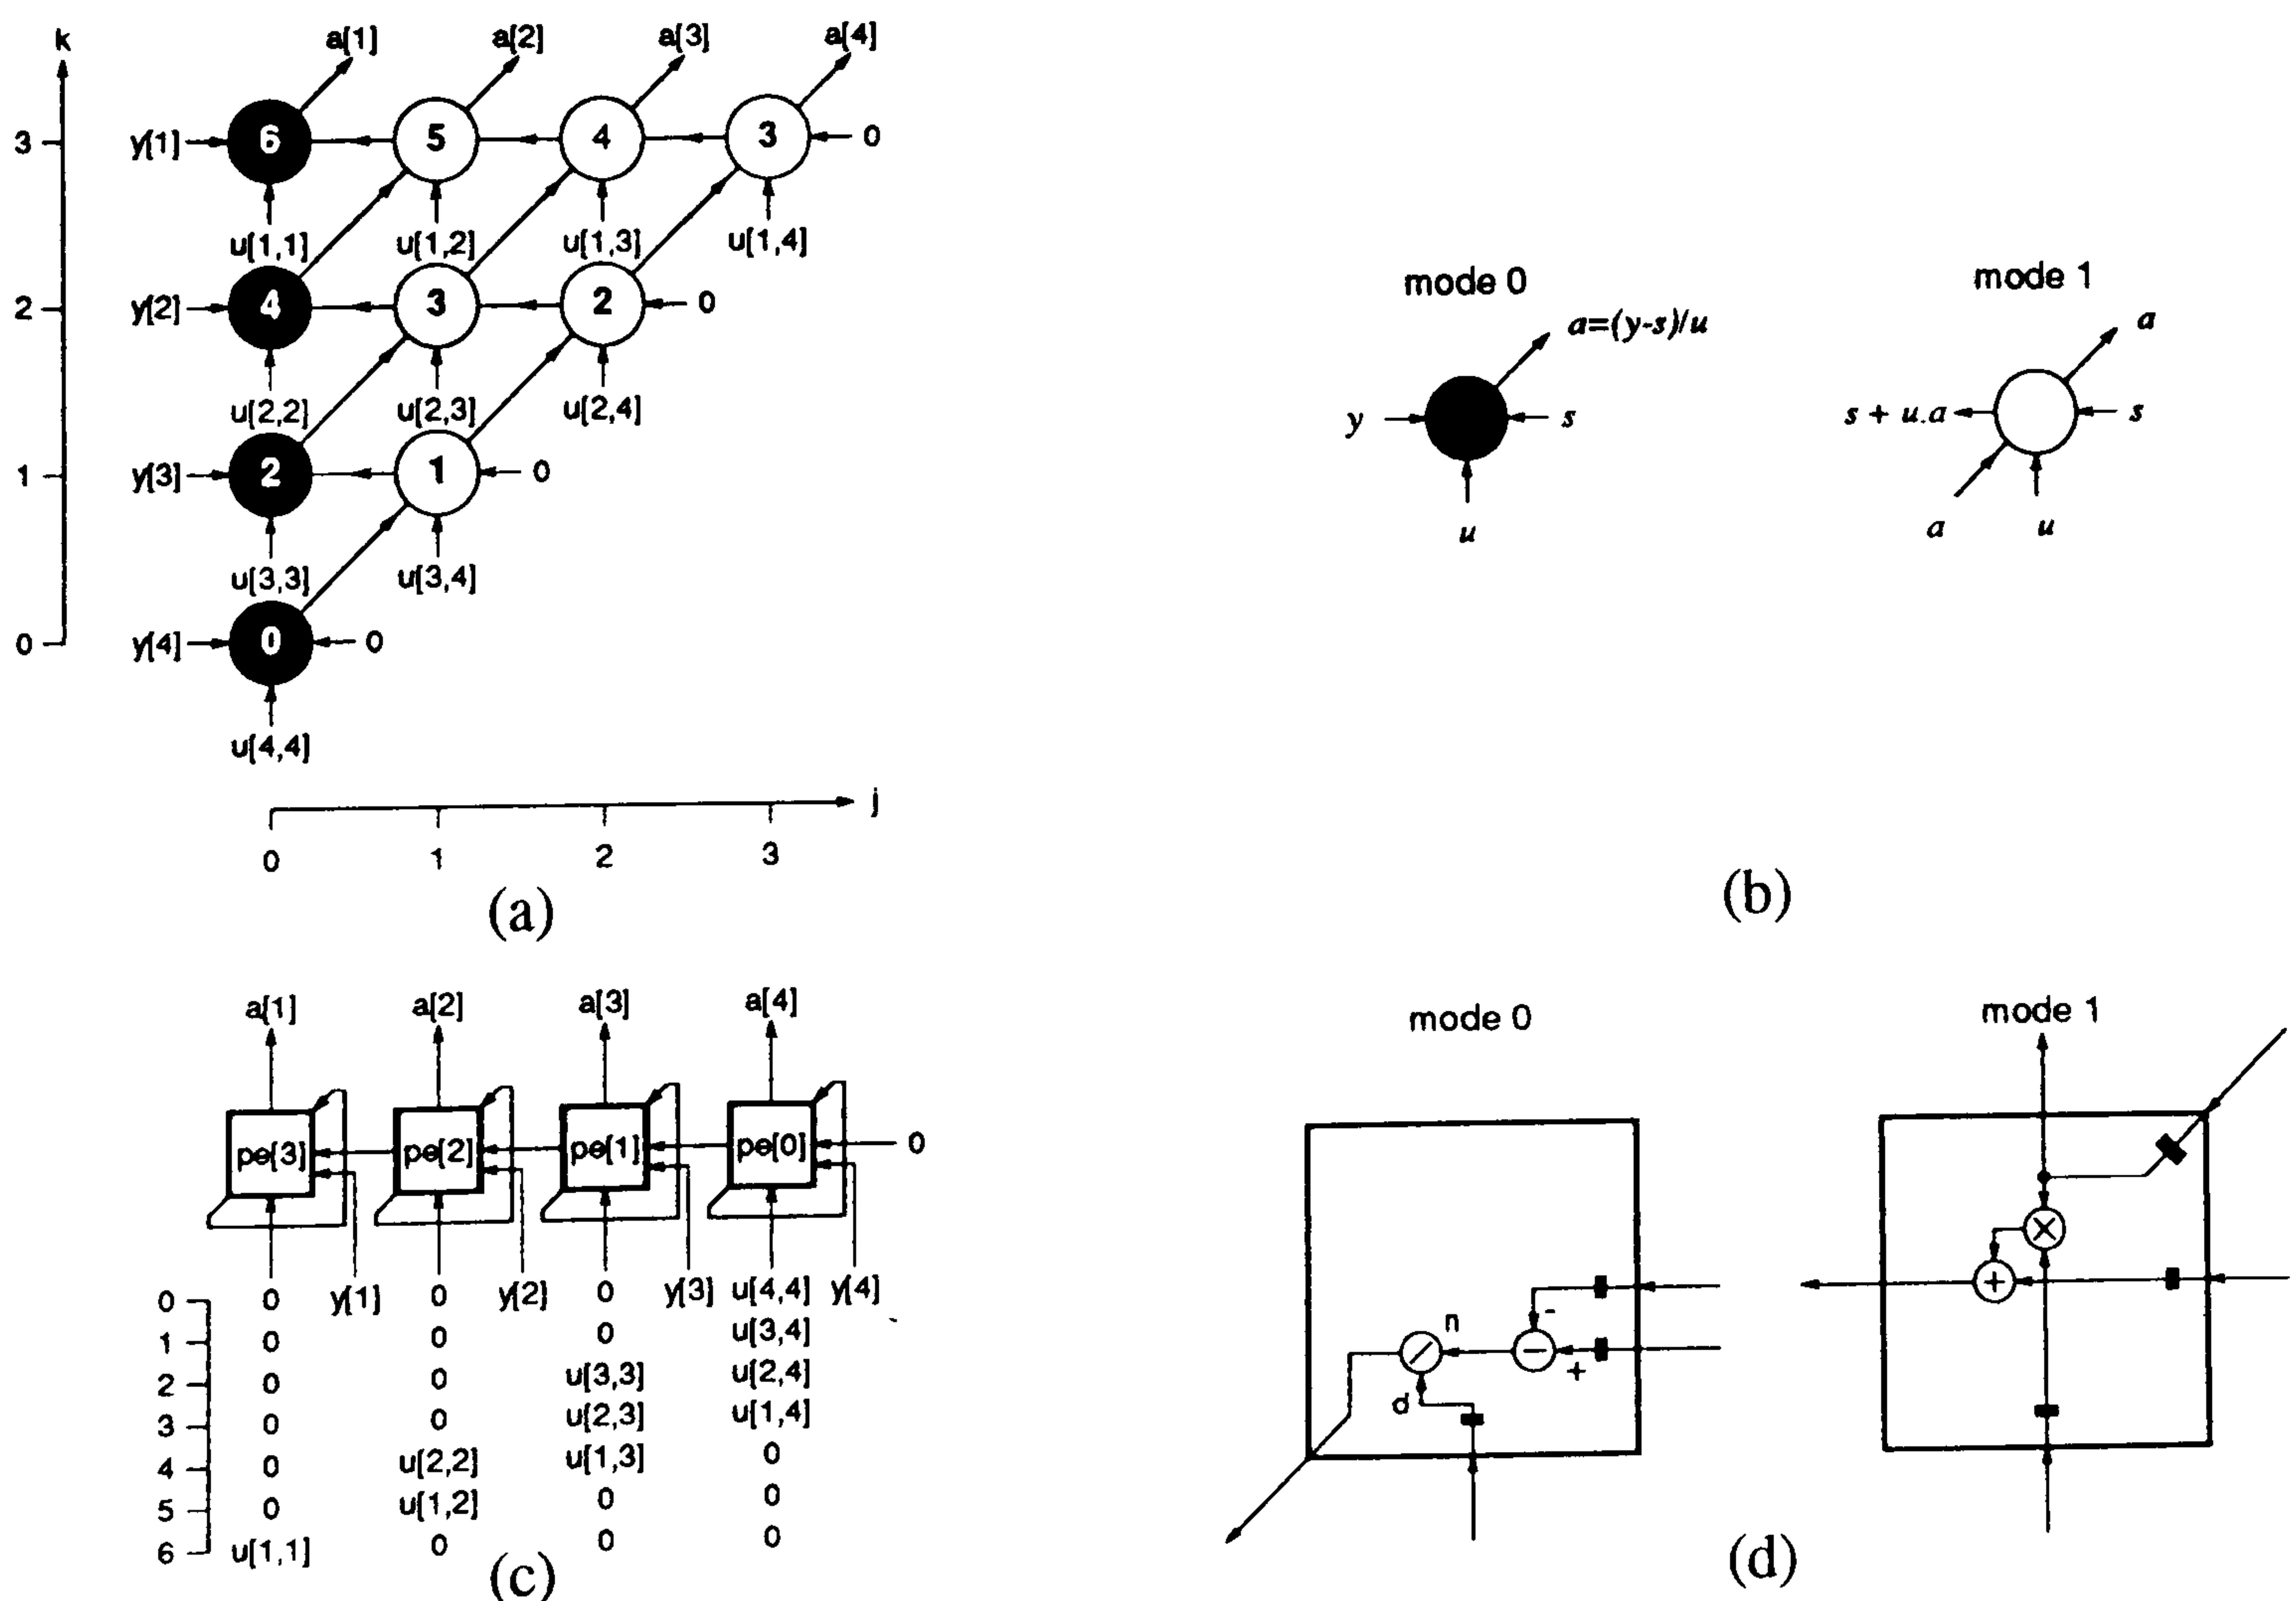 k
a[1] a[2] a[3] a[4]
3 y[1] 6 5 4 3 0
u[1,1] u[1,2] u[1,3] u[1,4]
2 y[2] 4 3 2 0
u[2,2] u[2,3] u[2,4]
1 y[3] 2 1 0
u[3,3] u[3,4]
0 y[4] 0 0
u[4,4]
j
0 1 2 3
(a)
mode 0 mode 1
a=(y-s)/u a
y s s + u.a s
u a u
(b)
a[1] a[2] a[3] a[4]
pe[3] pe[2] pe[1] pe[0] 0
0 0 y[1] 0 y[2] 0 y[3] u[4,4] y[4]
1 0 0 0 u[3,4]
2 0 0 u[3,3] u[2,4]
3 0 0 u[2,3] u[1,4]
4 0 u[2,2] u[1,3] 0
5 0 u[1,2] 0 0
6 u[1,1] 0 0 0
(c)
mode 0 mode 1
-
n
+
d
×
+
(d)